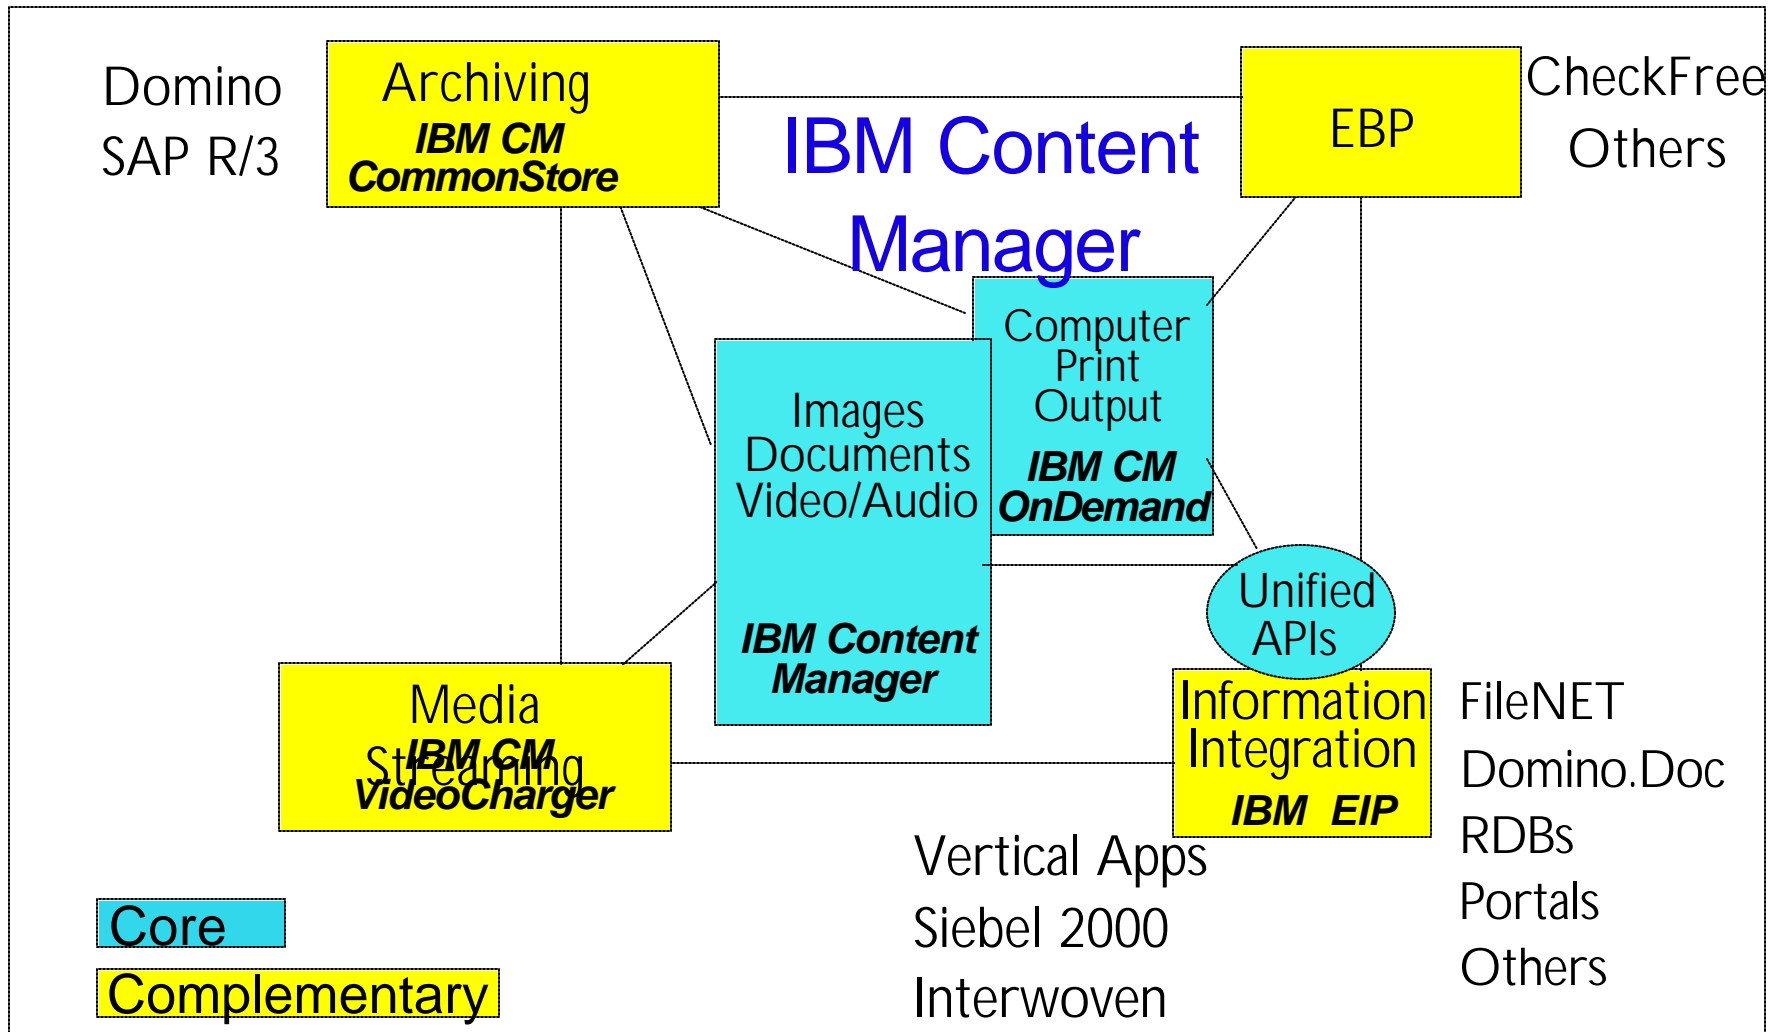 Domino
SAP R/3
Archiving
IBM CM
CommonStore
IBM Content
Manager
EBP
CheckFree
Others
Computer
Print
Output
IBM CM
OnDemand
Images
Documents
Video/Audio
IBM Content
Manager
Unified
APIs
Media
Streaming
IBM CM
VideoCharger
Information
Integration
IBM EIP
FileNET
Domino.Doc
RDBs
Portals
Others
Vertical Apps
Siebel 2000
Interwoven
Core
Complementary